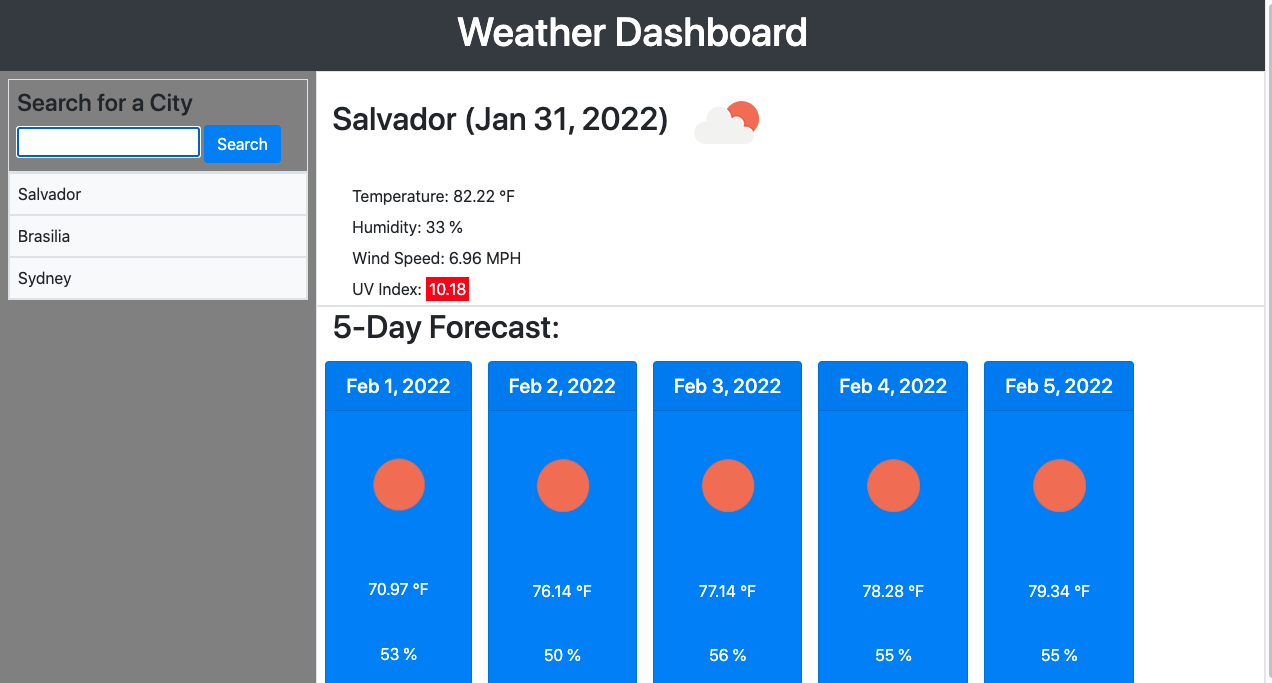 Weather Dashboard
Search for a City
Search
Salvador
Brasilia
Sydney
Salvador (Jan 31, 2022)
Temperature: 82.22 °F
Humidity: 33 %
Wind Speed: 6.96 MPH
UV Index: 10.18
5-Day Forecast:
Feb 1, 2022
70.97 °F
53 %
Feb 2, 2022
76.14 °F
50 %
Feb 3, 2022
77.14 °F
56 %
Feb 4, 2022
78.28 °F
55 %
Feb 5, 2022
79.34 °F
55 %